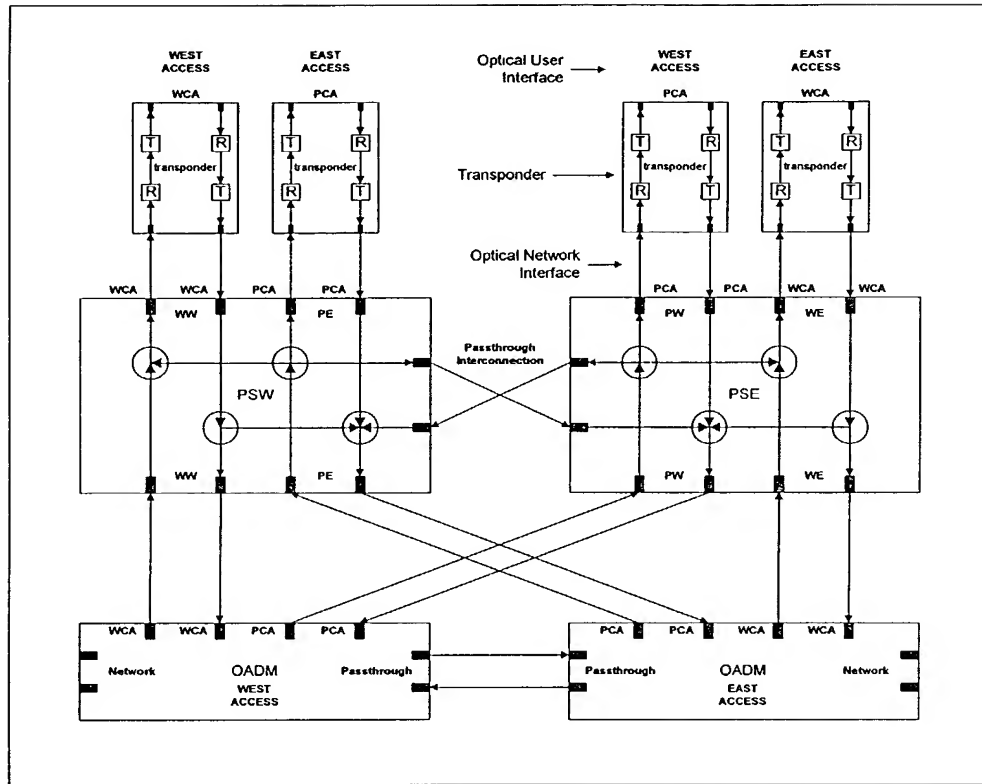 WEST
ACCESS
EAST
ACCESS
Optical User
Interface
WEST
ACCESS
EAST
ACCESS
WCA
PCA
PCA
WCA
T
R
T
R
T
R
T
R
transponder
transponder
Transponder
transponder
transponder
R
T
R
T
R
T
R
T
Optical Network
Interface
WCA
WCA
PCA
PCA
PCA
PCA
WCA
WCA
WW
PE
PW
WE
Passthrough
Interconnection
PSW
PSE
WW
PE
PW
WE
WCA
WCA
PCA
PCA
PCA
PCA
WCA
WCA
Network
OADM
Passthrough
WEST
ACCESS
Passthrough
OADM
Network
EAST
ACCESS